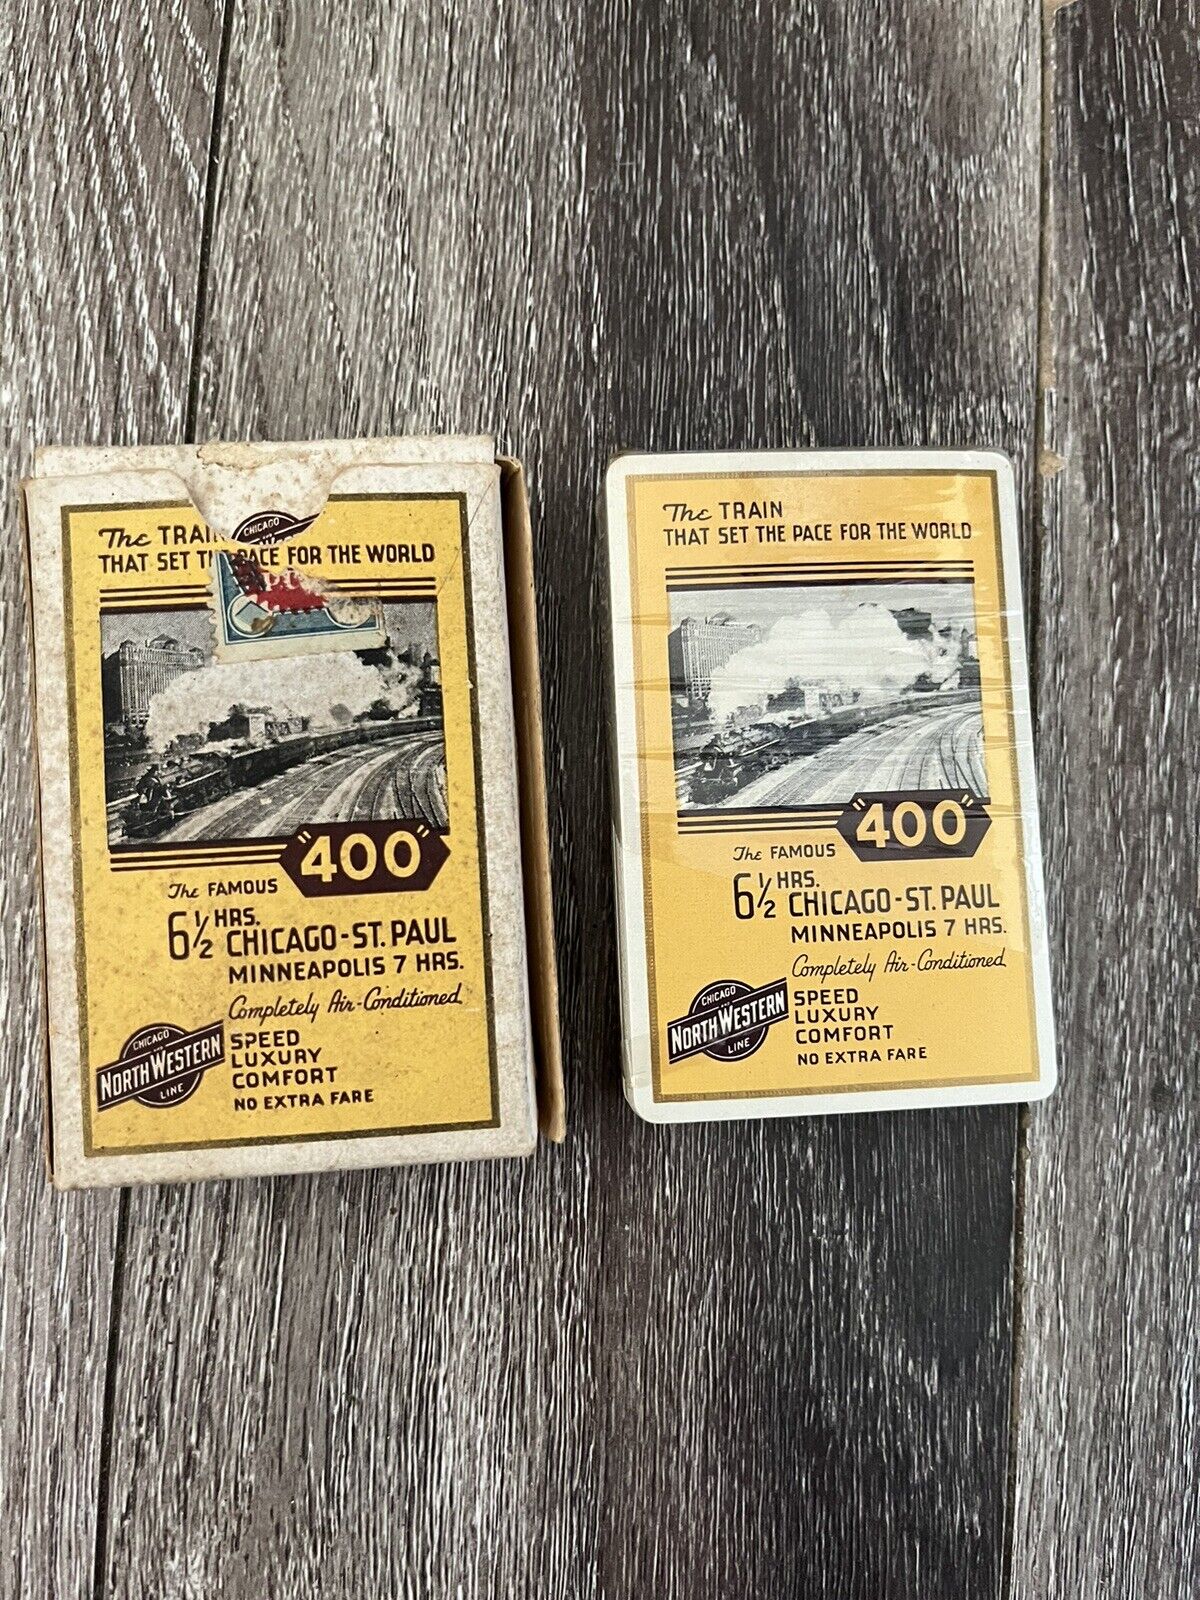 The TRAIN
THAT SET THE PACE FOR THE WORLD
CHICAGO
The FAMOUS "400"
6½ HRS. CHICAGO-ST. PAUL
MINNEAPOLIS 7 HRS.
Completely Air-Conditioned
CHICAGO
AND
NORTH WESTERN
LINE
SPEED
LUXURY
COMFORT
NO EXTRA FARE
The TRAIN
THAT SET THE PACE FOR THE WORLD
The FAMOUS "400"
6½ HRS. CHICAGO-ST. PAUL
MINNEAPOLIS 7 HRS.
Completely Air-Conditioned
CHICAGO
AND
NORTH WESTERN
LINE
SPEED
LUXURY
COMFORT
NO EXTRA FARE